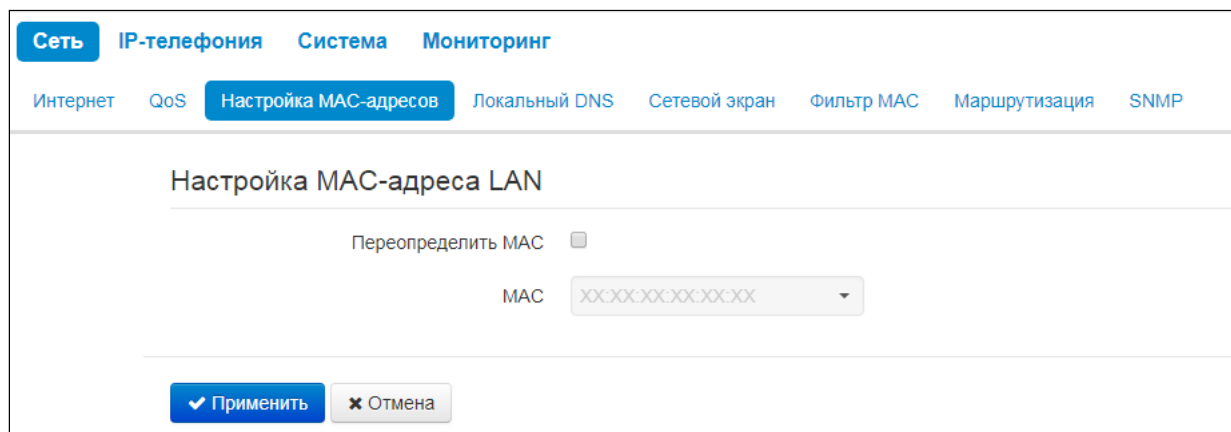 Сеть IP-телефония Система Мониторинг
Интернет QoS Настройка MAC-адресов Локальный DNS Сетевой экран Фильтр MAC Маршрутизация SNMP
Настройка MAC-адреса LAN
Переопределить MAC
MAC XX:XX:XX:XX:XX:XX
Применить Отмена